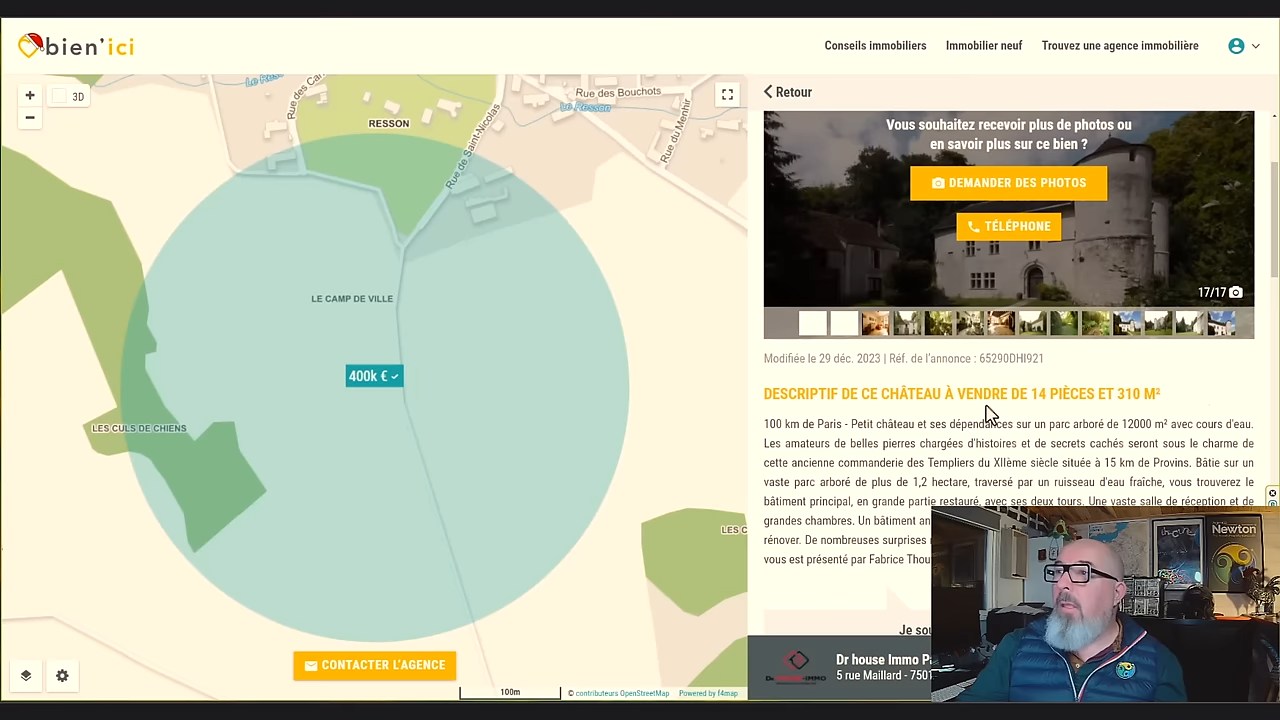 bien'ici
Conseils immobiliers
Immobilier neuf
Trouvez une agence immobilière
+
3D
−
Le Res
Rue des Ca
RESSON
Rue de Saint-Nicolas
Rue des Bouchots
Le Resson
Rue du Menhir
LE CAMP DE VILLE
400k €
LES CULS DE CHIENS
LES C
CONTACTER L'AGENCE
100m
© contributeurs OpenStreetMap
Powered by f4map
Retour
Vous souhaitez recevoir plus de photos ou
en savoir plus sur ce bien ?
DEMANDER DES PHOTOS
TÉLÉPHONE
17/17
Modifiée le 29 déc. 2023 | Réf. de l'annonce : 65290DHI921
DESCRIPTIF DE CE CHÂTEAU À VENDRE DE 14 PIÈCES ET 310 M²
100 km de Paris - Petit château et ses dépendances sur un parc arboré de 12000 m² avec cours d'eau.
Les amateurs de belles pierres chargées d'histoires et de secrets cachés seront sous le charme de
cette ancienne commanderie des Templiers du XIIème siècle située à 15 km de Provins. Bâtie sur un
vaste parc arboré de plus de 1,2 hectare, traversé par un ruisseau d'eau fraîche, vous trouverez le
bâtiment principal, en grande partie restauré, avec ses deux tours. Une vaste salle de réception et de
grandes chambres. Un bâtiment an
rénover. De nombreuses surprises
vous est présenté par Fabrice Thou
Je sou
Dr house Immo Pa
5 rue Maillard - 7501
Newton